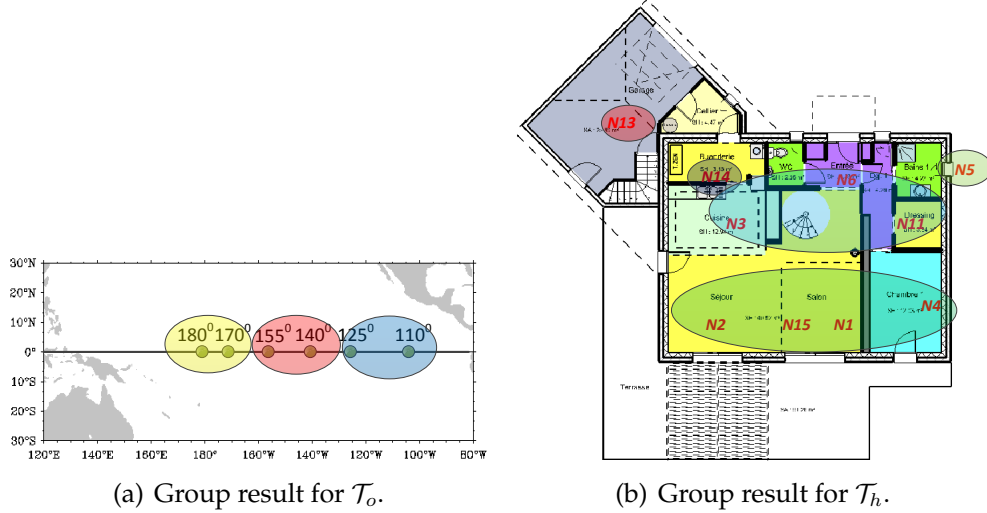 30°N
20°N
10°N
0°
10°S
20°S
30°S
180⁰ 170⁰ 155⁰ 140⁰ 125⁰ 110⁰
120°E 140°E 160°E 180° 160°W 140°W 120°W 100°W 80°W
(a) Group result for 𝒯ₒ.
Garage
N13
Cellier
Buanderie
N14
WC
Entrée
N6
Bains 1
N5
Cuisine
N3
Dressing
N11
Séjour
Salon
Chambre 1
N4
N2
N15
N1
Terrasse
(b) Group result for 𝒯ₕ.